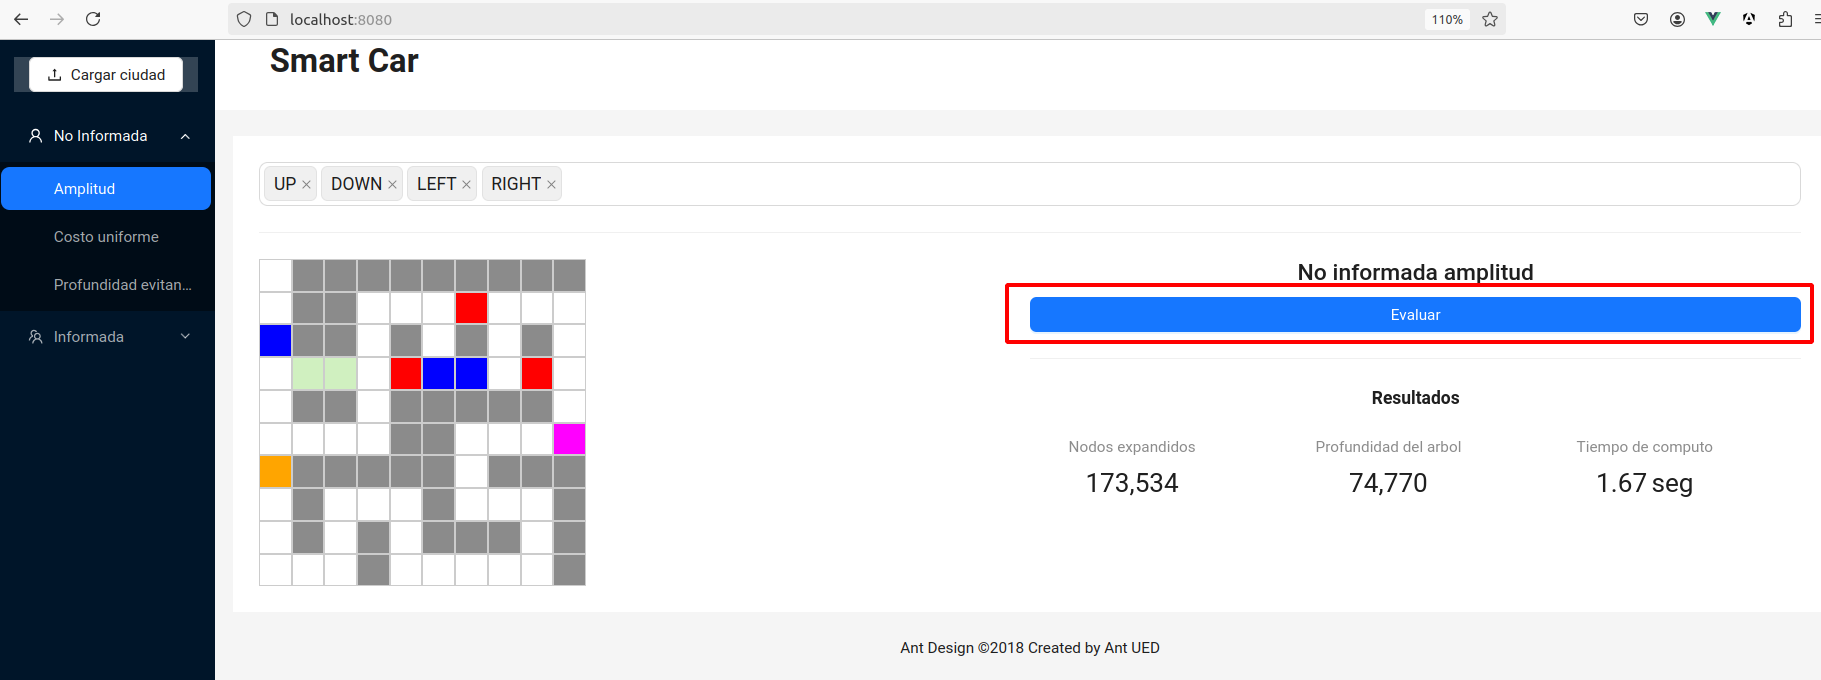 localhost:8080
110%
Cargar ciudad
Smart Car
No Informada
Amplitud
Costo uniforme
Profundidad evitan...
Informada
UP × DOWN × LEFT × RIGHT ×
No informada amplitud
Evaluar
Resultados
Nodos expandidos Profundidad del arbol Tiempo de computo
173,534 74,770 1.67 seg
Ant Design ©2018 Created by Ant UED